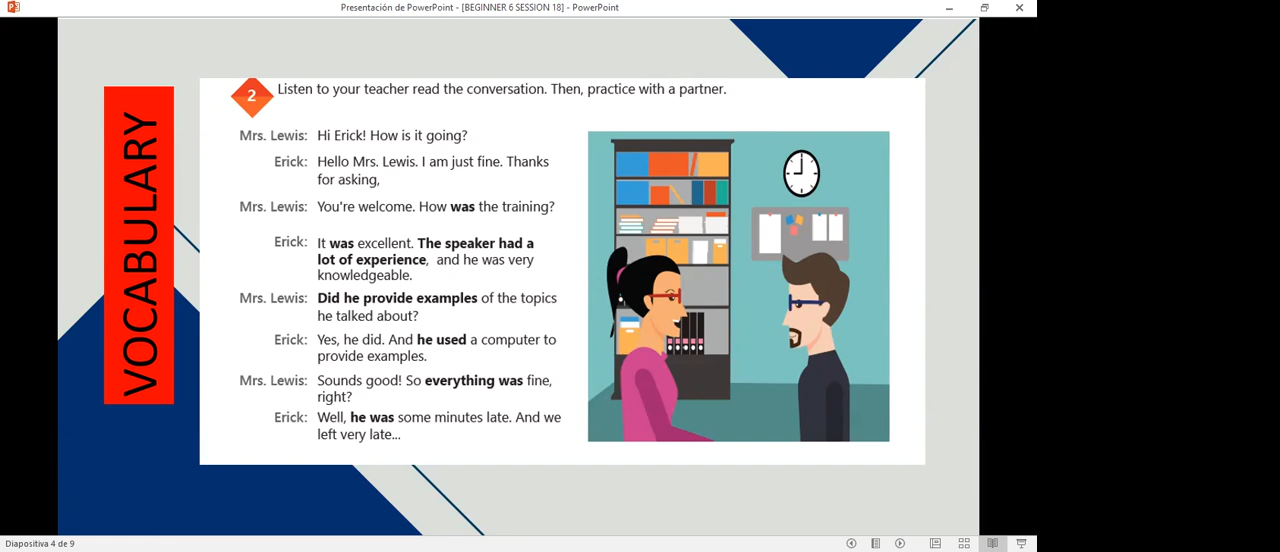 Presentación de PowerPoint - [BEGINNER 6 SESSION 18] - PowerPoint
VOCABULARY
2
Listen to your teacher read the conversation. Then, practice with a partner.
Mrs. Lewis: Hi Erick! How is it going?
Erick: Hello Mrs. Lewis. I am just fine. Thanks
for asking,
Mrs. Lewis: You're welcome. How was the training?
Erick: It was excellent. The speaker had a
lot of experience, and he was very
knowledgeable.
Mrs. Lewis: Did he provide examples of the topics
he talked about?
Erick: Yes, he did. And he used a computer to
provide examples.
Mrs. Lewis: Sounds good! So everything was fine,
right?
Erick: Well, he was some minutes late. And we
left very late...
Diapositiva 4 de 9